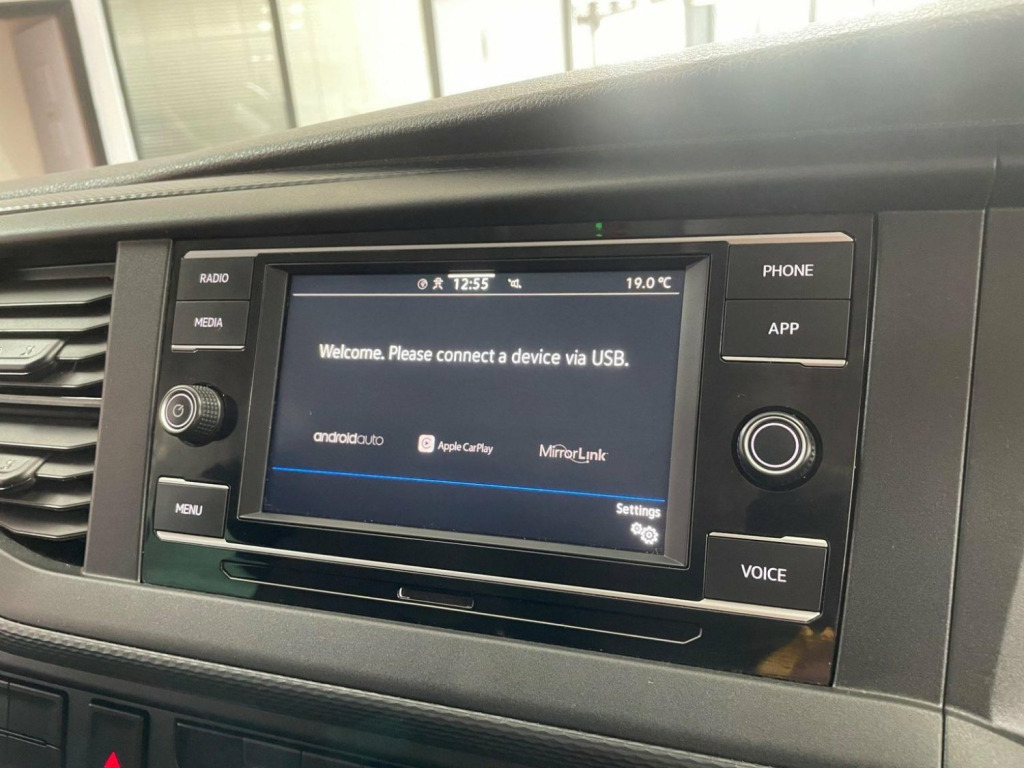 RADIO
MEDIA
MENU
12:55
19.0 °C
Welcome. Please connect a device via USB.
androidauto
Apple CarPlay
MirrorLink
Settings
PHONE
APP
VOICE